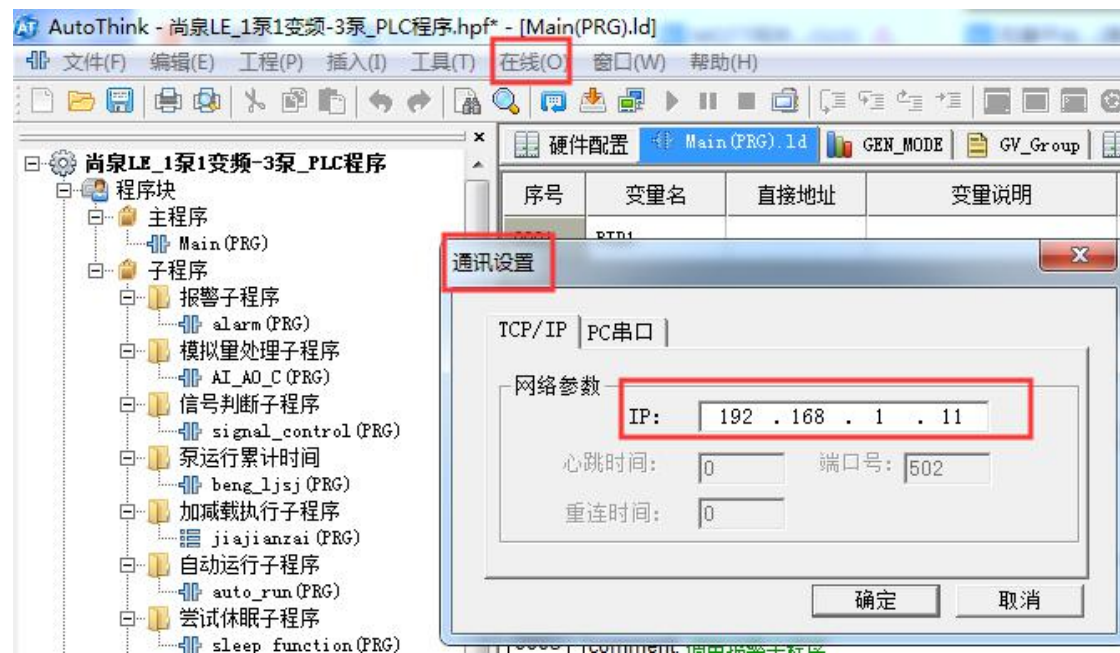 AutoThink - 尚泉LE_1泵1变频-3泵_PLC程序.hpf* - [Main(PRG).ld]
文件(F) 编辑(E) 工程(P) 插入(I) 工具(T) 在线(O) 窗口(W) 帮助(H)
硬件配置 Main(PRG).ld GEN_MODE GV_Group
尚泉LE_1泵1变频-3泵_PLC程序
程序块
主程序
Main(PRG)
子程序
报警子程序
alarm(PRG)
模拟量处理子程序
AI_AO_C(PRG)
信号判断子程序
signal_control(PRG)
泵运行累计时间
beng_ljsj(PRG)
加减载执行子程序
jiajianzai(PRG)
自动运行子程序
auto_run(PRG)
尝试休眠子程序
sleep_function(PRG)
序号 变量名 直接地址 变量说明
0001 PID1
通讯设置
TCP/IP PC串口
网络参数
IP: 192 . 168 . 1 . 11
心跳时间: 0 端口号: 502
重连时间: 0
确定 取消